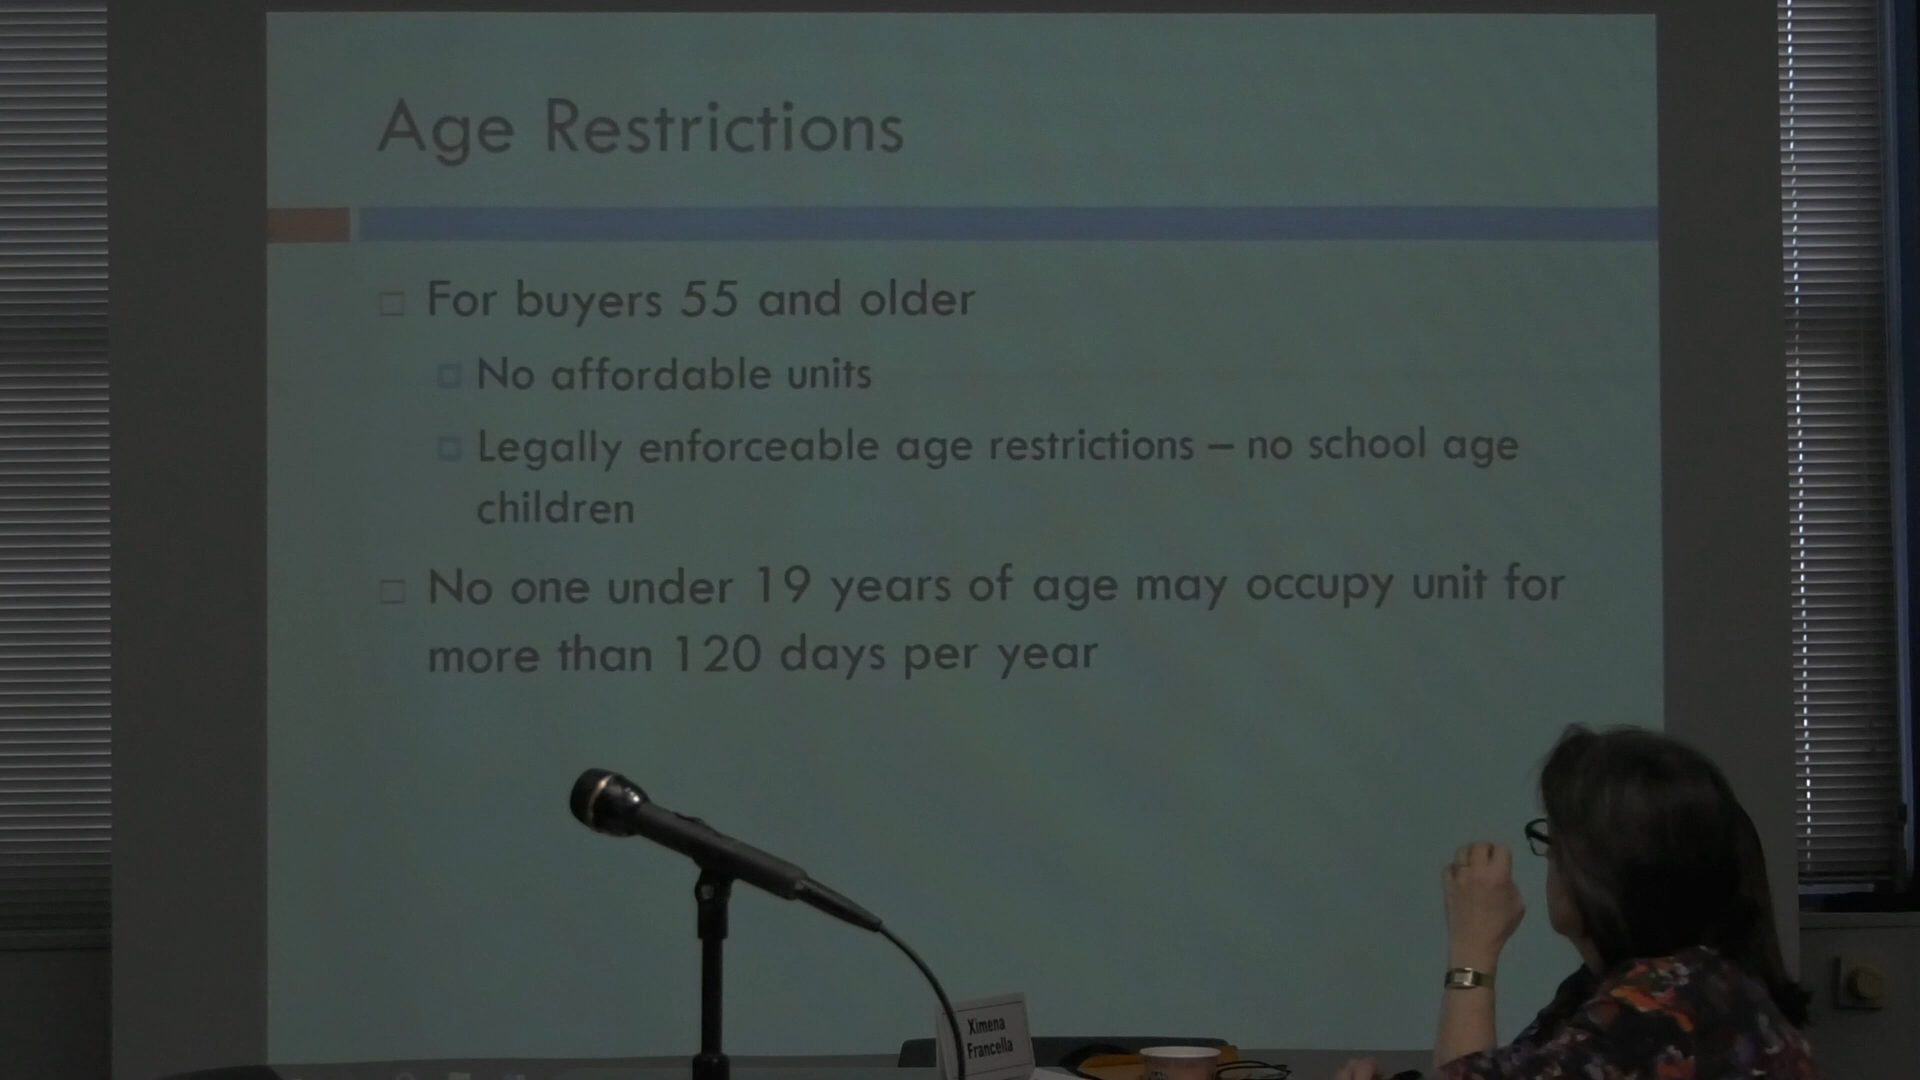 Age Restrictions
For buyers 55 and older
No affordable units
Legally enforceable age restrictions – no school age
children
No one under 19 years of age may occupy unit for
more than 120 days per year
Ximena
Francella